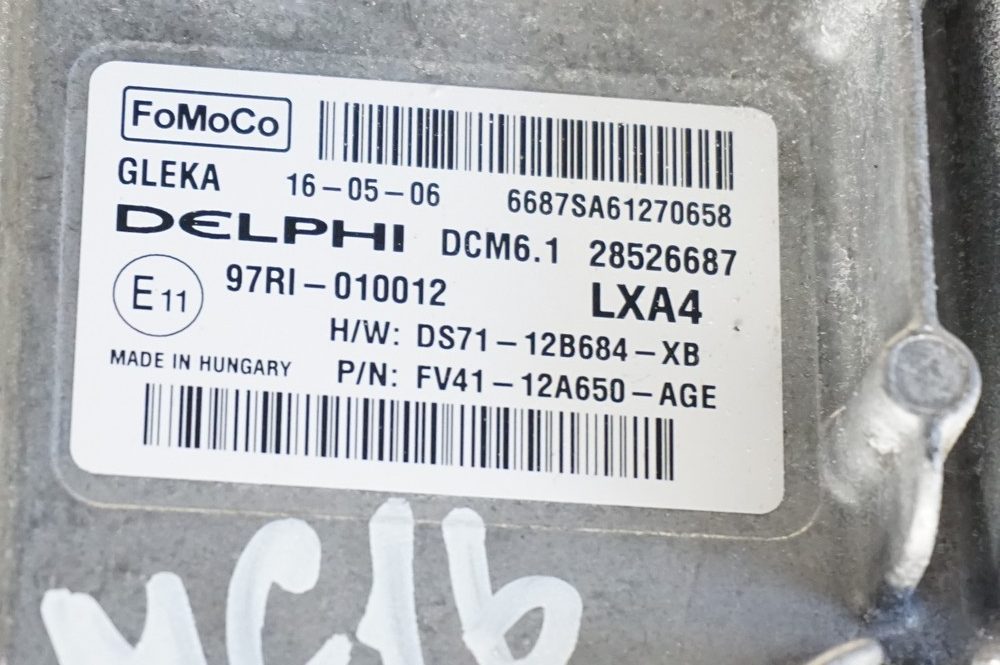 FoMoCo
GLEKA 16-05-06 6687SA61270658
DELPHI DCM6.1 28526687
E11 97RI-010012 LXA4
H/W: DS71-12B684-XB
MADE IN HUNGARY P/N: FV41-12A650-AGE